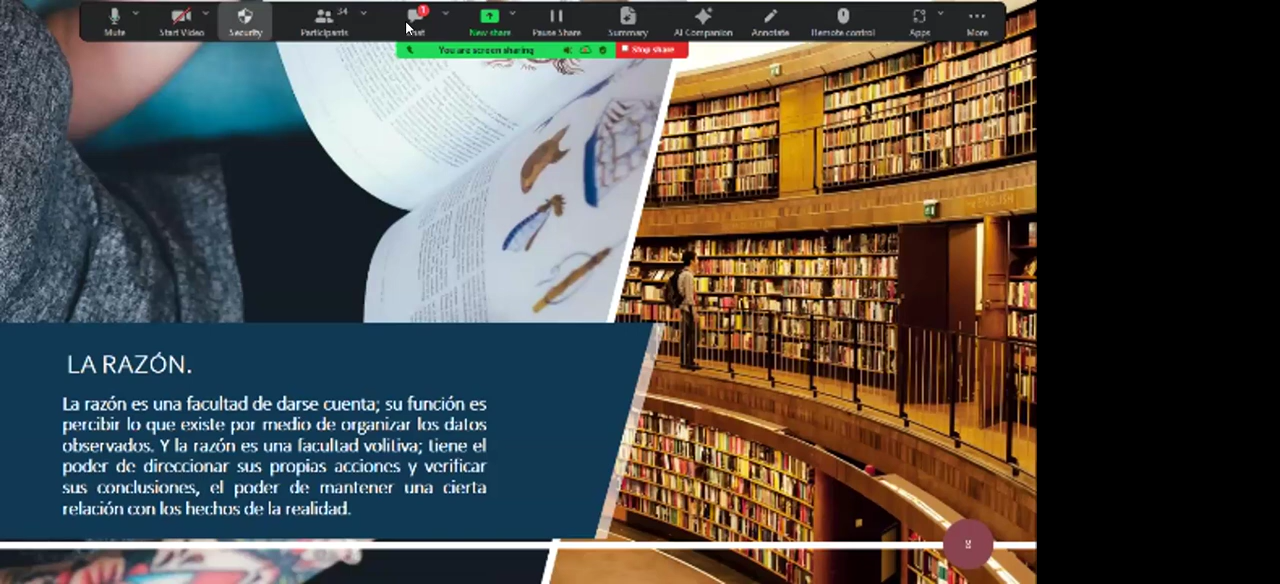 Mute
Start Video
Security
Participants
34
Chat
1
New share
Pause Share
Summary
AI Companion
Annotate
Remote control
Apps
More
You are screen sharing
Stop share
LA RAZÓN.
La razón es una facultad de darse cuenta; su función es
percibir lo que existe por medio de organizar los datos
observados. Y la razón es una facultad volitiva; tiene el
poder de direccionar sus propias acciones y verificar
sus conclusiones, el poder de mantener una cierta
relación con los hechos de la realidad.